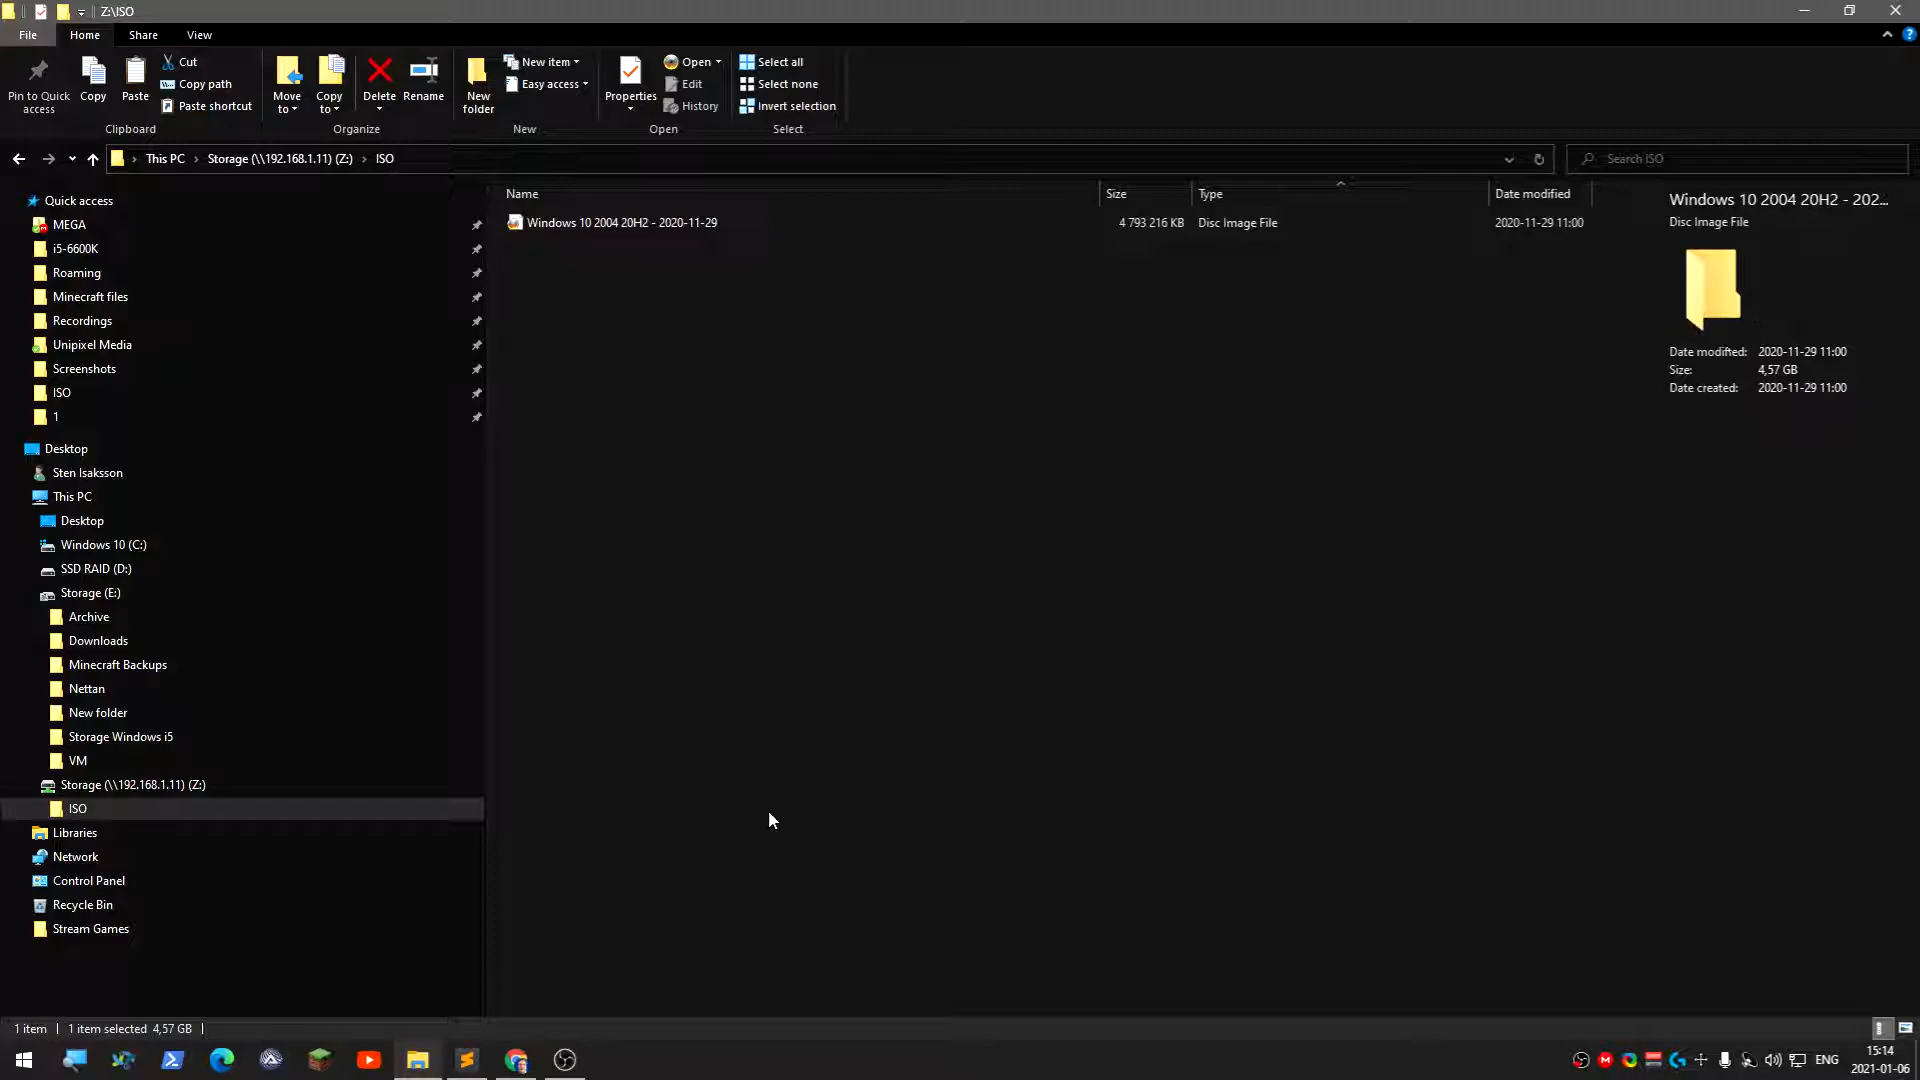 Z:\ISO
File Home Share View
Pin to Quick access
Copy
Paste
Cut
Copy path
Paste shortcut
Clipboard
Move to
Copy to
Delete
Rename
Organize
New folder
New item
Easy access
New
Properties
Open
Edit
History
Open
Select all
Select none
Invert selection
Select
This PC › Storage (\\192.168.1.11) (Z:) › ISO
Search ISO
Quick access
MEGA
i5-6600K
Roaming
Minecraft files
Recordings
Unipixel Media
Screenshots
ISO
1
Desktop
Sten Isaksson
This PC
Desktop
Windows 10 (C:)
SSD RAID (D:)
Storage (E:)
Archive
Downloads
Minecraft Backups
Nettan
New folder
Storage Windows i5
VM
Storage (\\192.168.1.11) (Z:)
ISO
Libraries
Network
Control Panel
Recycle Bin
Stream Games
Name Size Type Date modified
Windows 10 2004 20H2 - 2020-11-29 4 793 216 KB Disc Image File 2020-11-29 11:00
Windows 10 2004 20H2 - 202...
Disc Image File
Date modified: 2020-11-29 11:00
Size: 4,57 GB
Date created: 2020-11-29 11:00
1 item 1 item selected 4,57 GB
ENG
15:14
2021-01-06